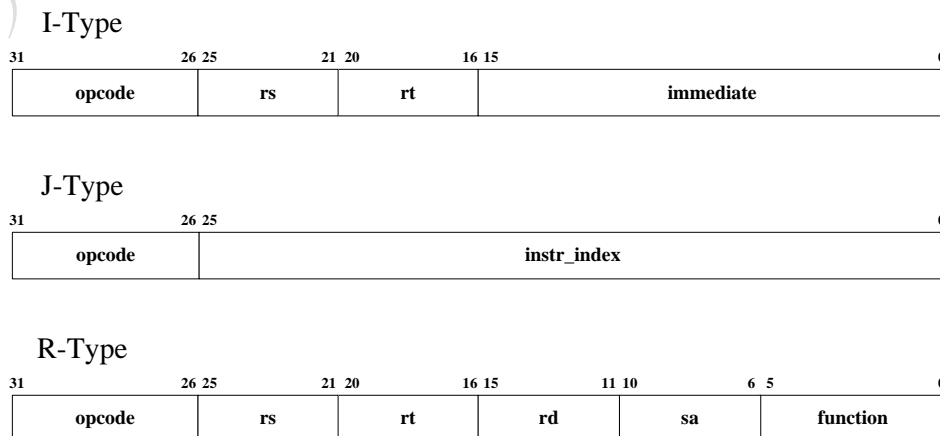 )
I-Type
31 26 25 21 20 16 15
opcode rs rt immediate
J-Type
31 26 25
opcode instr_index
R-Type
31 26 25 21 20 16 15 11 10 6 5
opcode rs rt rd sa function